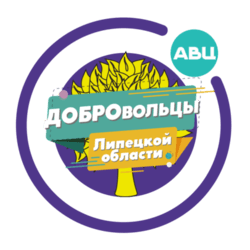 АВЦ
ДОБРОвольцы
Липецкой
области